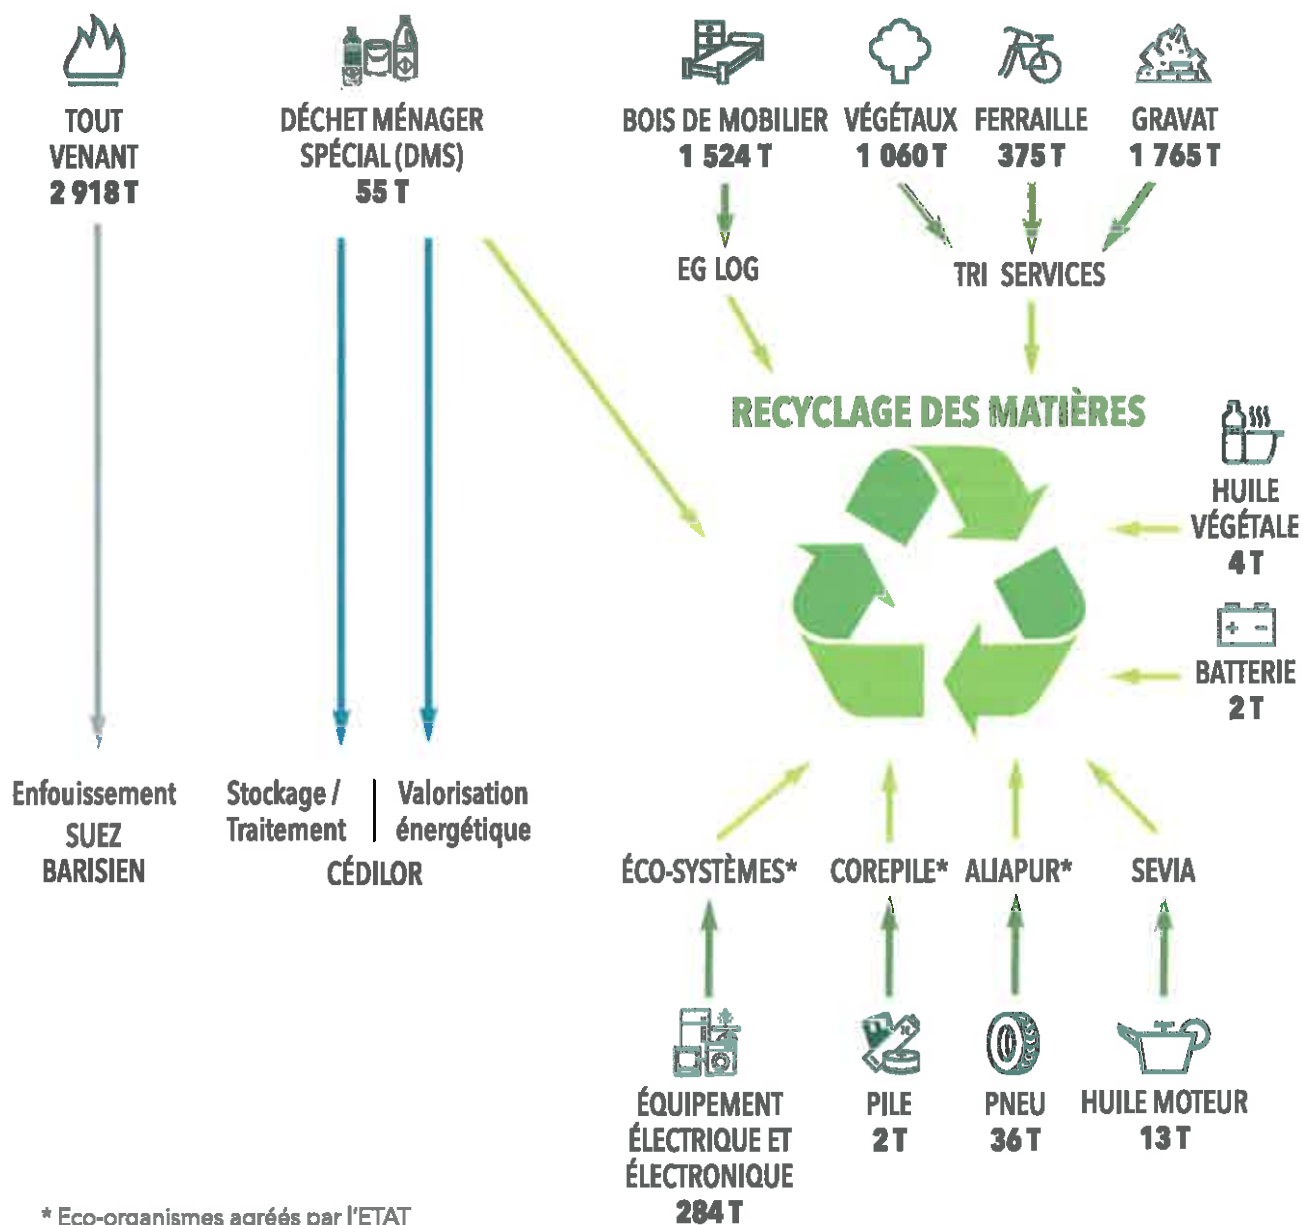 TOUT
VENANT
2 918 T
DÉCHET MÉNAGER
SPÉCIAL (DMS)
55 T
BOIS DE MOBILIER
1 524 T
VÉGÉTAUX
1 060 T
FERRAILLE
375 T
GRAVAT
1 765 T
EG LOG
TRI SERVICES
RECYCLAGE DES MATIÈRES
HUILE
VÉGÉTALE
4 T
BATTERIE
2 T
Enfouissement
SUEZ
BARISIEN
Stockage /
Traitement
Valorisation
énergétique
CÉDILOR
ÉCO-SYSTÈMES*
COREPILE*
ALIAPUR*
SEVIA
ÉQUIPEMENT
ÉLECTRIQUE ET
ÉLECTRONIQUE
284 T
PILE
2 T
PNEU
36 T
HUILE MOTEUR
13 T
* Eco-organismes agréés par l'ETAT